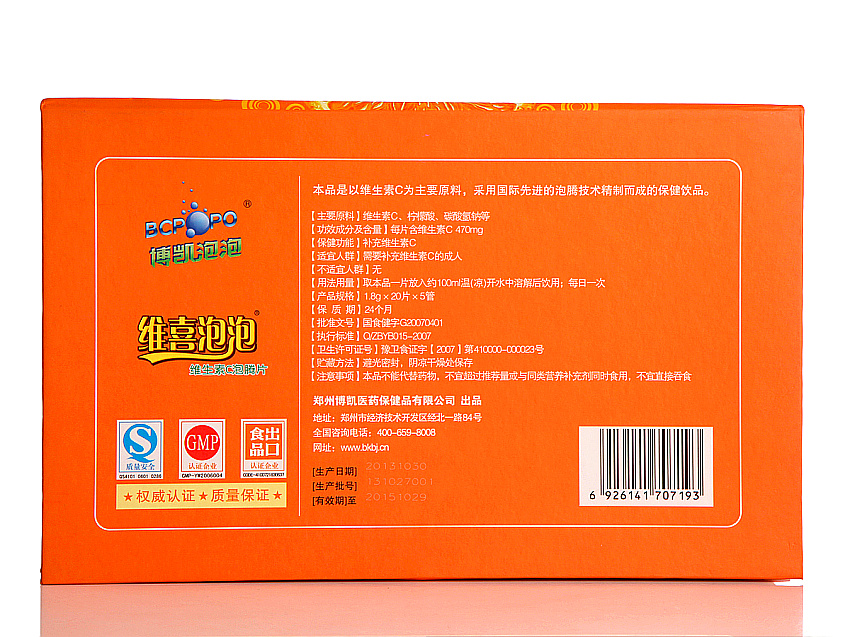 BCPOPO®
博凯泡泡
维喜泡泡®
维生素C泡腾片
质量安全
GMP
认证企业
GMP-YW2006004
食出
品口
认证企业
★权威认证★质量保证★
本品是以维生素C为主要原料，采用国际先进的泡腾技术精制而成的保健饮品。
【主要原料】维生素C、柠檬酸、碳酸氢钠等
【功效成分及含量】每片含维生素C 470mg
【保健功能】补充维生素C
【适宜人群】需要补充维生素C的成人
【不适宜人群】无
【用法用量】取本品一片放入约100ml温(凉)开水中溶解后饮用；每日一次
【产品规格】1.8g×20片×5管
【保 质 期】24个月
【批准文号】国食健字G20070401
【执行标准】Q/ZBYB015-2007
【卫生许可证号】豫卫食证字【2007】第410000-000023号
【贮藏方法】避光密封，阴凉干燥处保存
【注意事项】本品不能代替药物，不宜超过推荐量或与同类营养补充剂同时食用，不宜直接吞食
郑州博凯医药保健品有限公司 出品
地址：郑州市经济技术开发区经北一路84号
全国咨询电话：400-659-8008
网址：www.bkbj.cn
[生产日期] 20131030
[生产批号] 131027001
[有效期]至 20151029
6 926141 707193